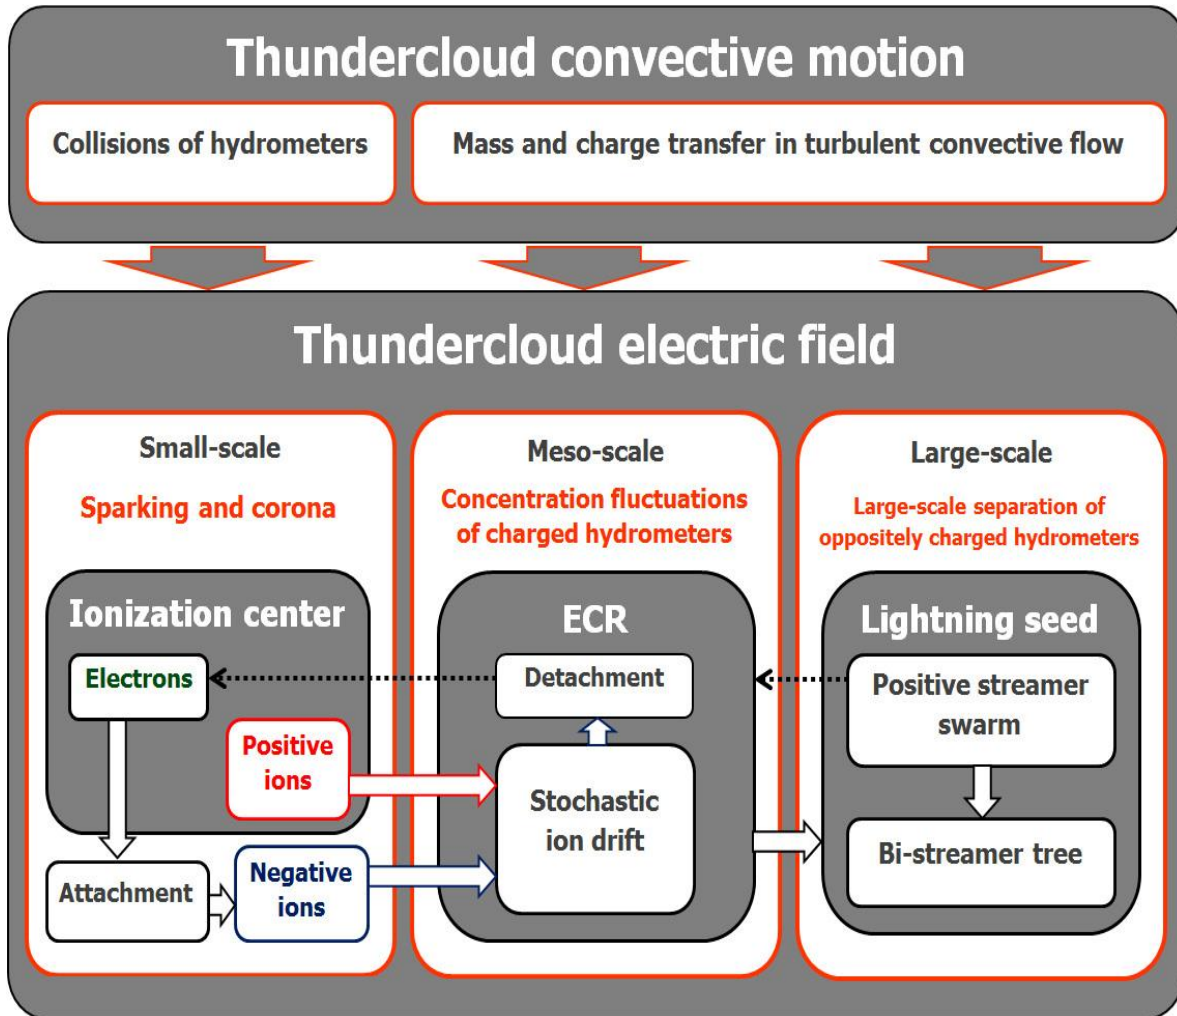 Thundercloud convective motion
Collisions of hydrometers
Mass and charge transfer in turbulent convective flow
Thundercloud electric field
Small-scale
Sparking and corona
Ionization center
Electrons
Positive
ions
Attachment
Negative
ions
Meso-scale
Concentration fluctuations
of charged hydrometers
ECR
Detachment
Stochastic
ion drift
Large-scale
Large-scale separation of
oppositely charged hydrometers
Lightning seed
Positive streamer
swarm
Bi-streamer tree